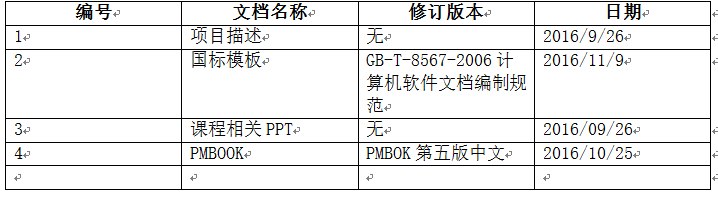 编号 文档名称 修订版本 日期
1 项目描述 无 2016/9/26
2 国标模板 GB-T-8567-2006 计 2016/11/9
算机软件文档编制规
范
3 课程相关 PPT 无 2016/09/26
4 PMBOOK PMBOK 第五版中文 2016/10/25